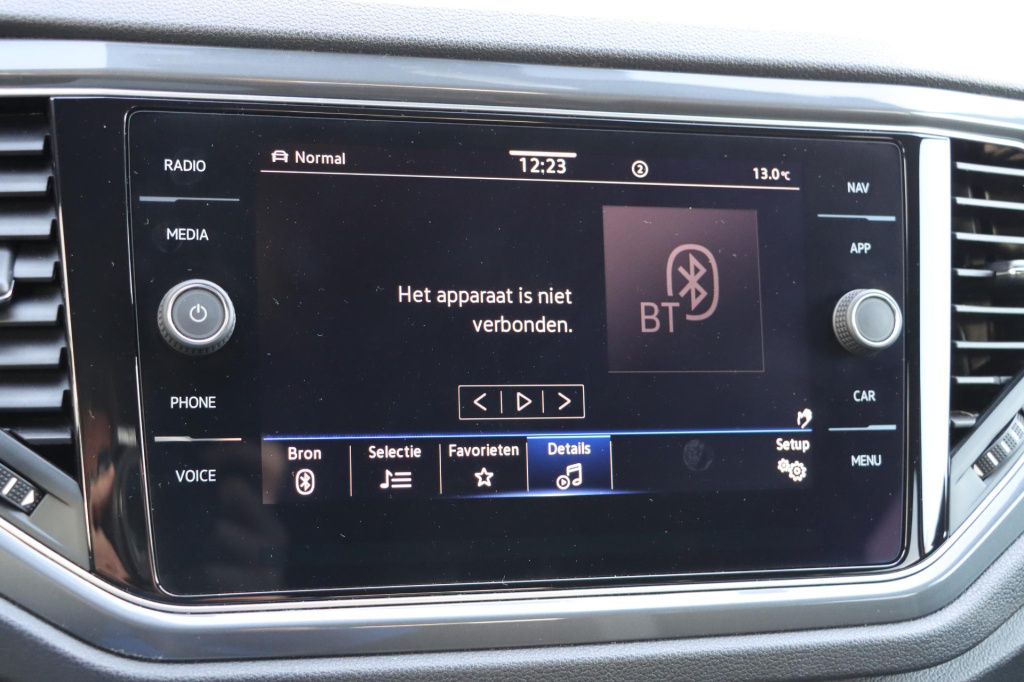 RADIO
MEDIA
PHONE
VOICE
Normal
12:23
2
13.0°C
Het apparaat is niet
verbonden.
BT
Bron
Selectie
Favorieten
Details
Setup
NAV
APP
CAR
MENU